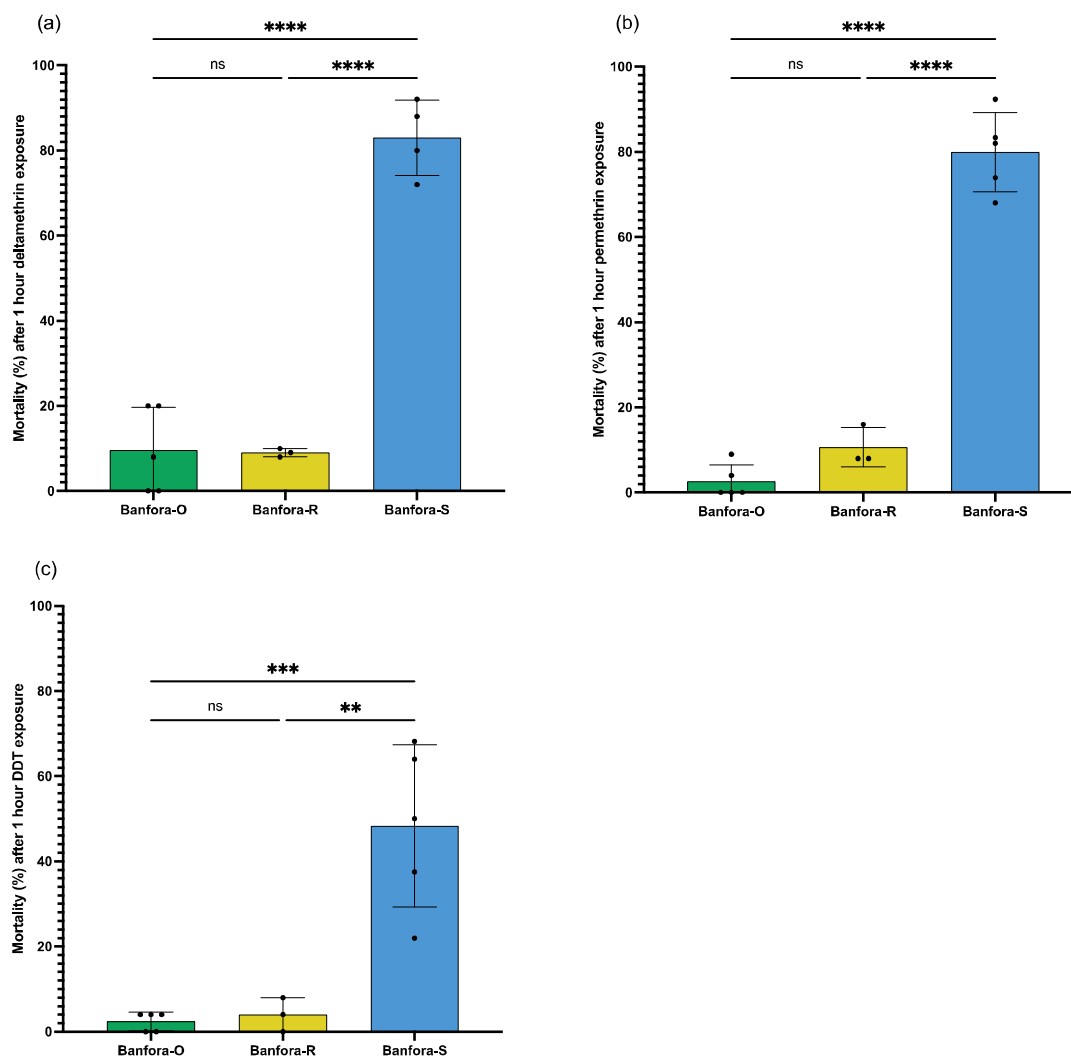 (a)
****
ns
****
Mortality (%) after 1 hour deltamethrin exposure
100
80
60
40
20
0
Banfora-O
Banfora-R
Banfora-S
(b)
****
ns
****
Mortality (%) after 1 hour permethrin exposure
100
80
60
40
20
0
Banfora-O
Banfora-R
Banfora-S
(c)
***
ns
**
Mortality (%) after 1 hour DDT exposure
100
80
60
40
20
0
Banfora-O
Banfora-R
Banfora-S